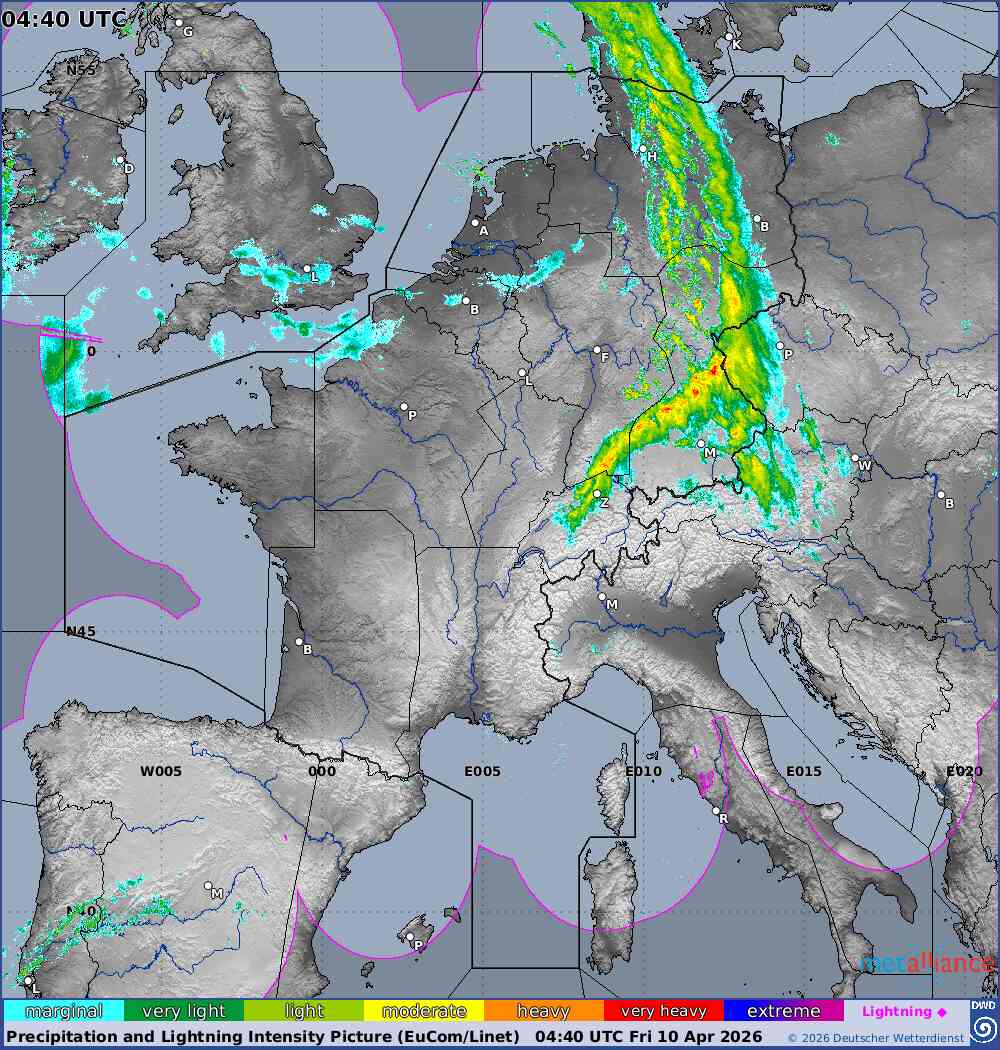 04:40 UTC
G
K
N55
H
D
A
B
L
B
0
P
F
L
P
M
W
Z
B
M
N45
B
W005
000
E005
E010
E015
E020
R
M
P
L
metalliance
marginal
very light
light
moderate
heavy
very heavy
extreme
Lightning ◆
DWD
Precipitation and Lightning Intensity Picture (EuCom/Linet) 04:40 UTC Fri 10 Apr 2026
© 2026 Deutscher Wetterdienst